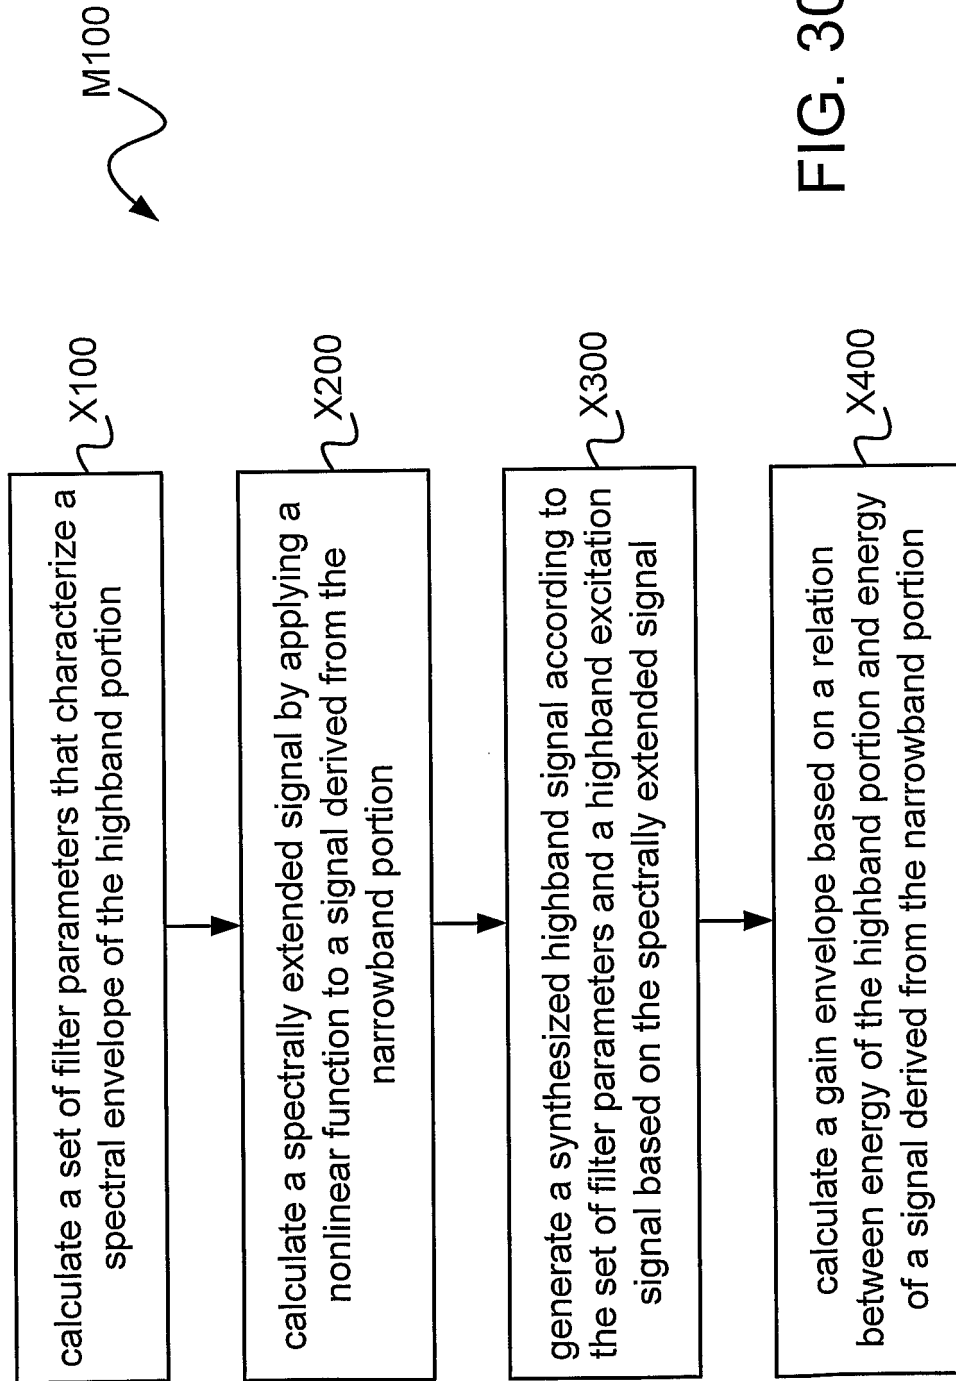 M100
calculate a set of filter parameters that characterize a
spectral envelope of the highband portion
X100
calculate a spectrally extended signal by applying a
nonlinear function to a signal derived from the
narrowband portion
X200
generate a synthesized highband signal according to
the set of filter parameters and a highband excitation
signal based on the spectrally extended signal
X300
calculate a gain envelope based on a relation
between energy of the highband portion and energy
of a signal derived from the narrowband portion
X400
FIG. 30